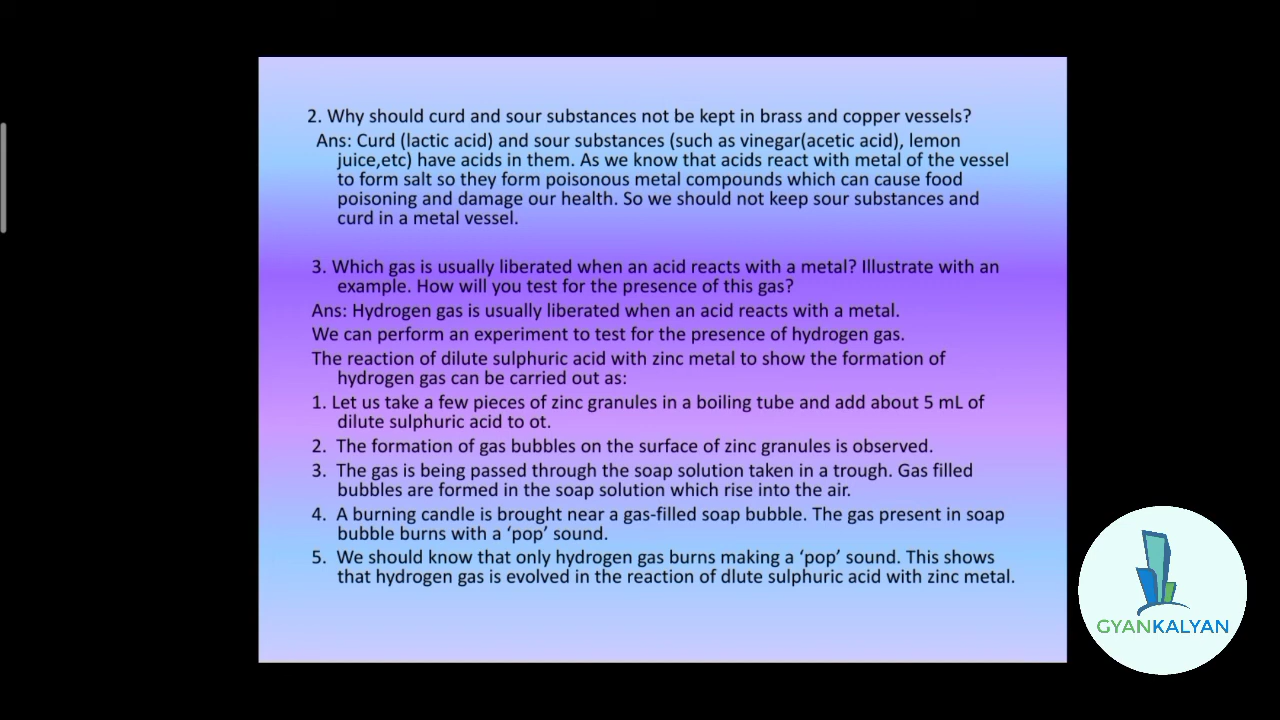 2. Why should curd and sour substances not be kept in brass and copper vessels?
Ans: Curd (lactic acid) and sour substances (such as vinegar(acetic acid), lemon
juice,etc) have acids in them. As we know that acids react with metal of the vessel
to form salt so they form poisonous metal compounds which can cause food
poisoning and damage our health. So we should not keep sour substances and
curd in a metal vessel.
3. Which gas is usually liberated when an acid reacts with a metal? Illustrate with an
example. How will you test for the presence of this gas?
Ans: Hydrogen gas is usually liberated when an acid reacts with a metal.
We can perform an experiment to test for the presence of hydrogen gas.
The reaction of dilute sulphuric acid with zinc metal to show the formation of
hydrogen gas can be carried out as:
1. Let us take a few pieces of zinc granules in a boiling tube and add about 5 mL of
dilute sulphuric acid to ot.
2. The formation of gas bubbles on the surface of zinc granules is observed.
3. The gas is being passed through the soap solution taken in a trough. Gas filled
bubbles are formed in the soap solution which rise into the air.
4. A burning candle is brought near a gas-filled soap bubble. The gas present in soap
bubble burns with a ‘pop’ sound.
5. We should know that only hydrogen gas burns making a ‘pop’ sound. This shows
that hydrogen gas is evolved in the reaction of dlute sulphuric acid with zinc metal.
GYANKALYAN